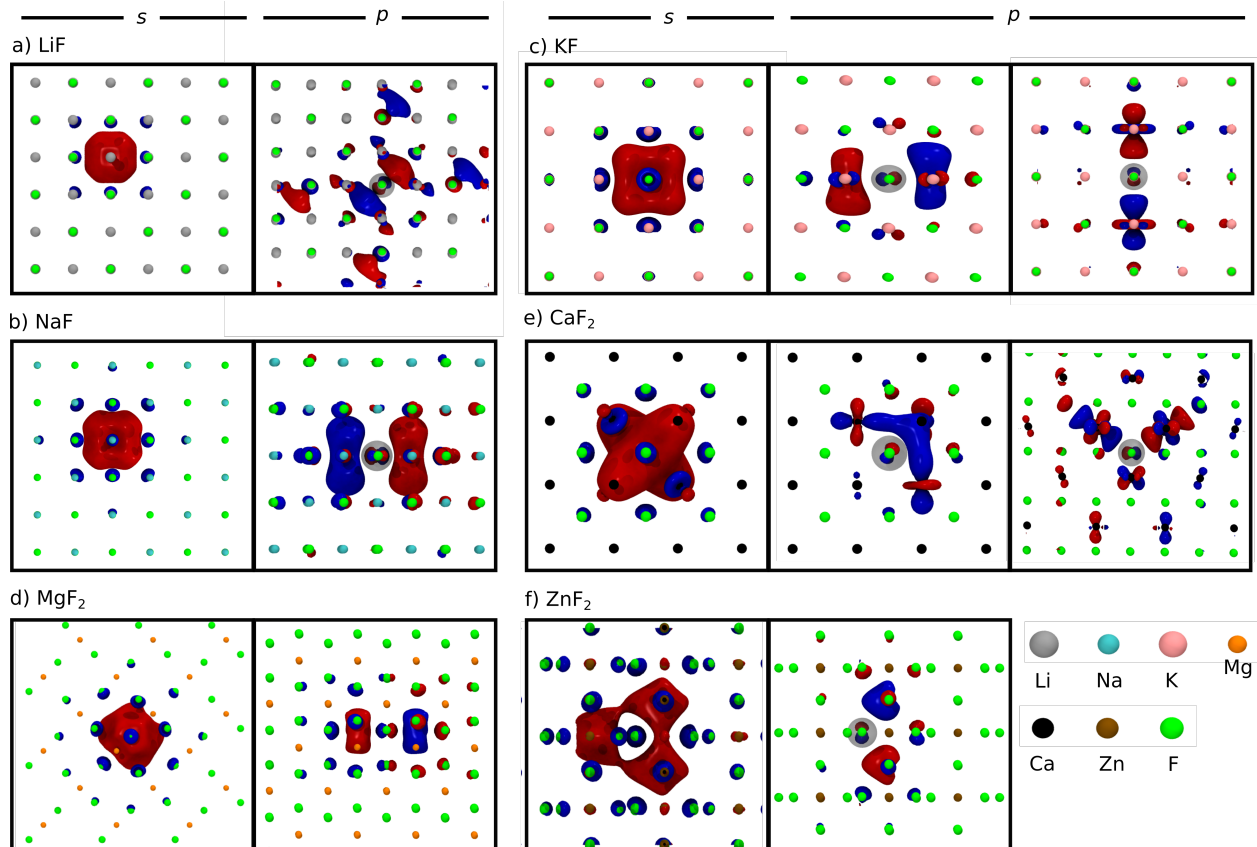 s p s p
a) LiF
c) KF
b) NaF
e) CaF2
d) MgF2
f) ZnF2
Li Na K Mg
Ca Zn F